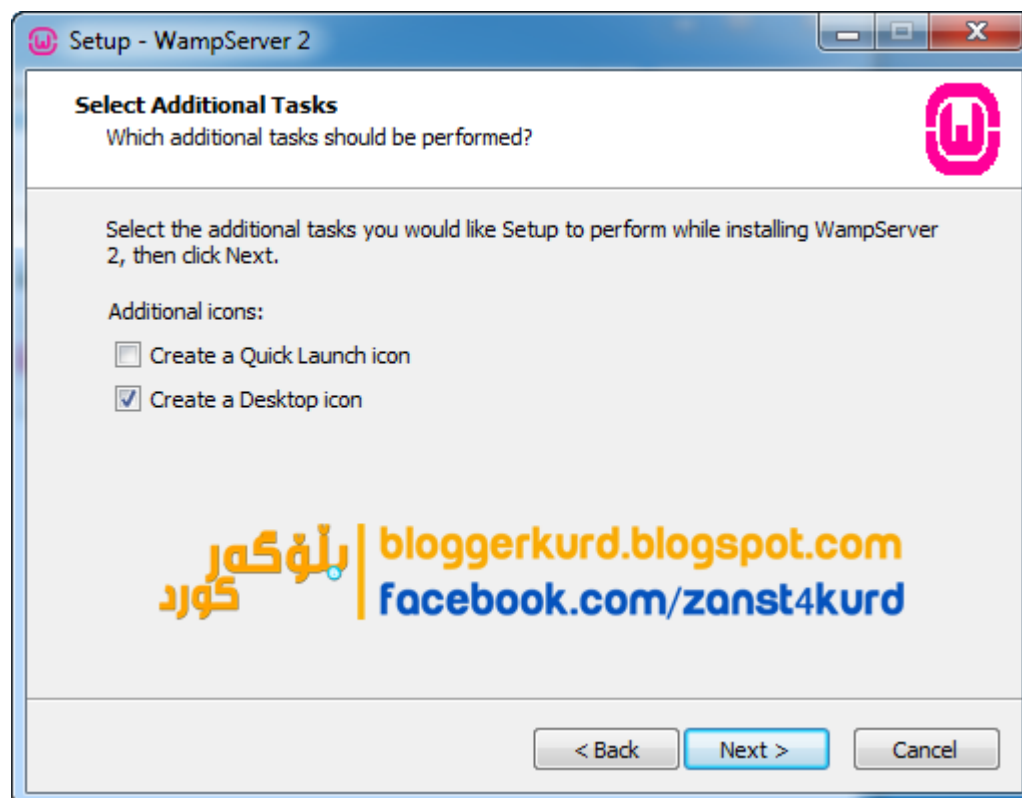 Setup - WampServer 2
Select Additional Tasks
Which additional tasks should be performed?
Select the additional tasks you would like Setup to perform while installing WampServer
2, then click Next.
Additional icons:
Create a Quick Launch icon
Create a Desktop icon
بڵۆگەر
کورد
bloggerkurd.blogspot.com
facebook.com/zanst4kurd
< Back
Next >
Cancel